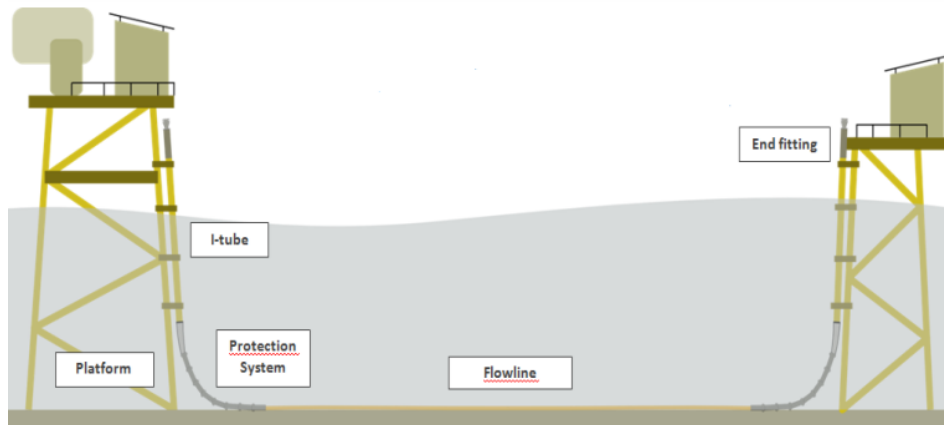 End fitting
I-tube
Protection
System
Platform
Flowline